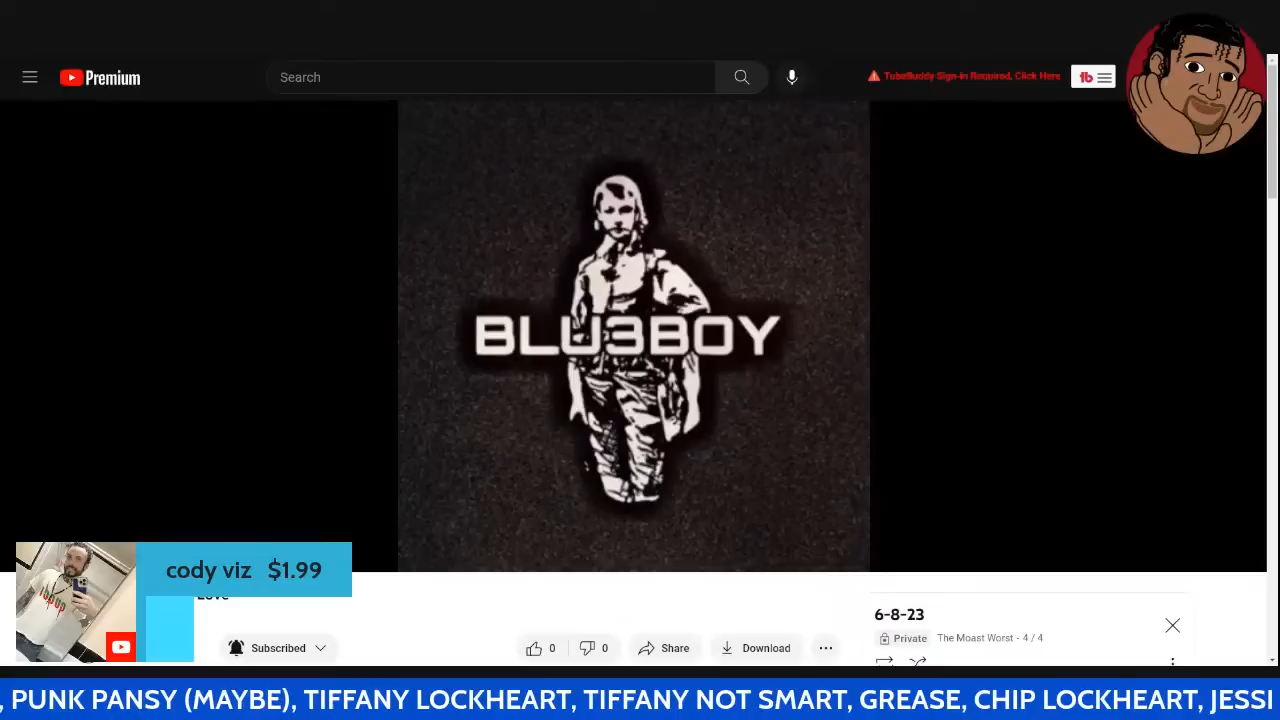 Premium
Search
TubeBuddy Sign-in Required, Click Here
tb
BLU3BOY
cody viz $1.99
Love
6-8-23
Private The Moast Worst - 4 / 4
Subscribed
0
0
Share
Download
, PUNK PANSY (MAYBE), TIFFANY LOCKHEART, TIFFANY NOT SMART, GREASE, CHIP LOCKHEART, JESSI